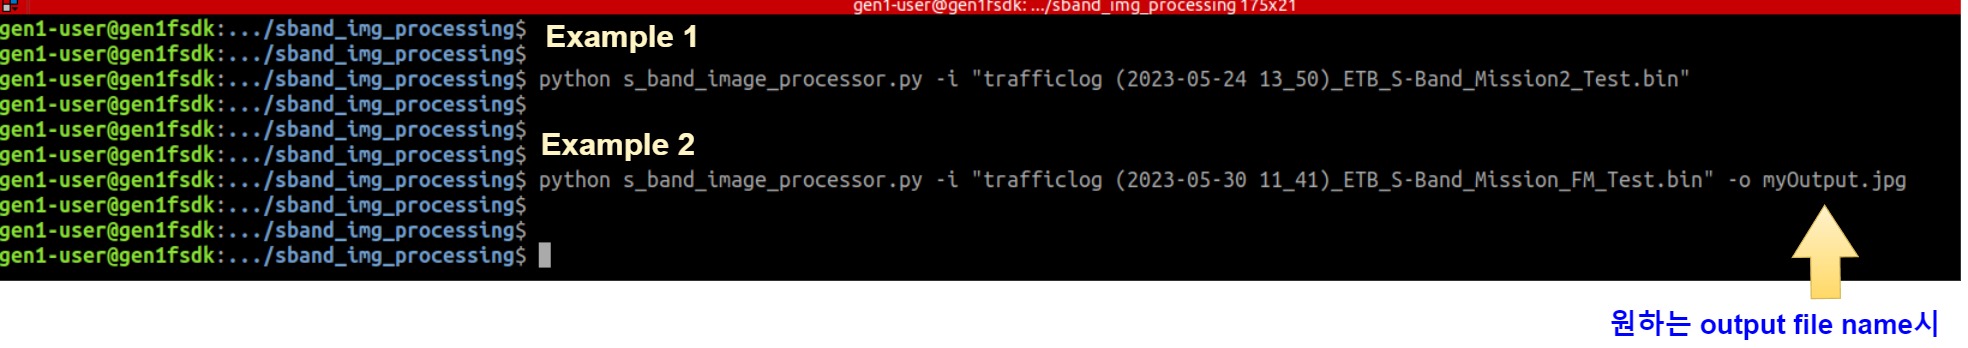 gen1-user@gen1fsdk: .../sband_img_processing 175x21
gen1-user@gen1fsdk:.../sband_img_processing$ Example 1
gen1-user@gen1fsdk:.../sband_img_processing$
gen1-user@gen1fsdk:.../sband_img_processing$ python s_band_image_processor.py -i "trafficlog (2023-05-24 13_50)_ETB_S-Band_Mission2_Test.bin"
gen1-user@gen1fsdk:.../sband_img_processing$
gen1-user@gen1fsdk:.../sband_img_processing$
gen1-user@gen1fsdk:.../sband_img_processing$ Example 2
gen1-user@gen1fsdk:.../sband_img_processing$ python s_band_image_processor.py -i "trafficlog (2023-05-30 11_41)_ETB_S-Band_Mission_FM_Test.bin" -o myOutput.jpg
gen1-user@gen1fsdk:.../sband_img_processing$
gen1-user@gen1fsdk:.../sband_img_processing$
gen1-user@gen1fsdk:.../sband_img_processing$
원하는 output file name시